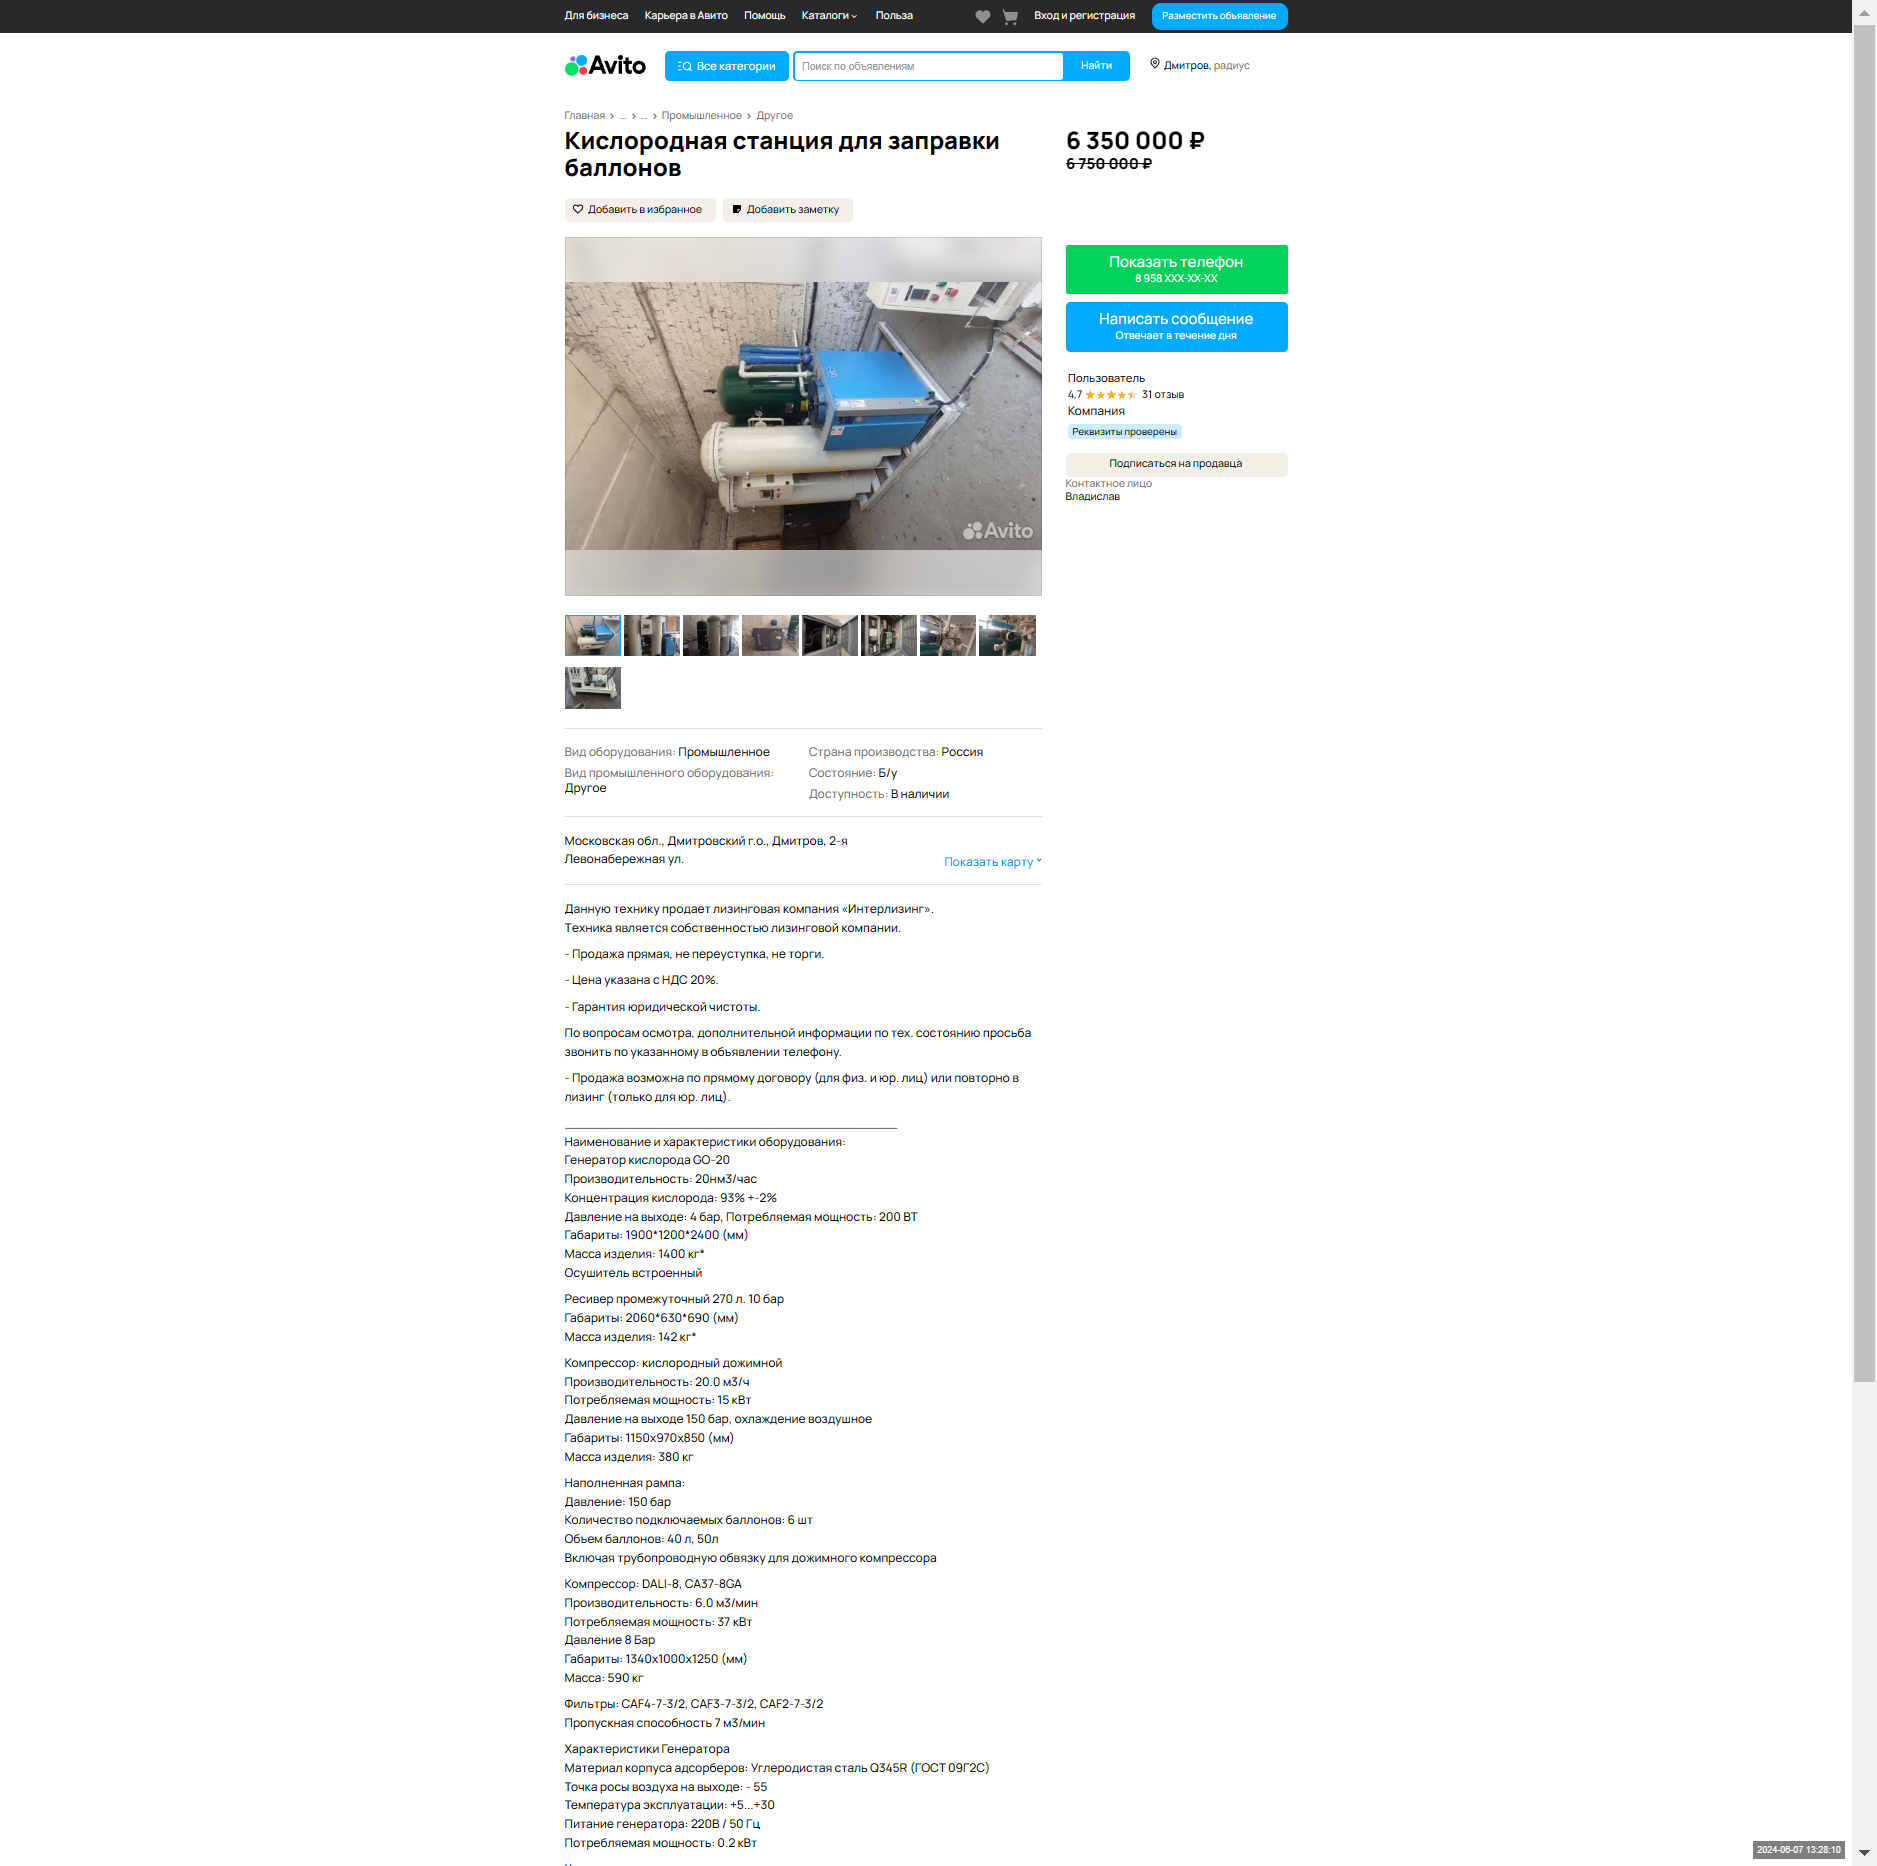 Для бизнеса Карьера в Авито Помощь Каталоги Польза Вход и регистрация Разместить объявление
Avito Все категории Поиск по объявлениям Найти Дмитров, радиус
Главная > ... > ... > Промышленное > Другое
Кислородная станция для заправки
баллонов
6 350 000 ₽
6 750 000 ₽
Добавить в избранное Добавить заметку
Показать телефон
8 958 XXX-XX-XX
Написать сообщение
Отвечает в течение дня
Пользователь
4,7 31 отзыв
Компания
Реквизиты проверены
Подписаться на продавца
Контактное лицо
Владислав
Avito
Вид оборудования: Промышленное
Вид промышленного оборудования:
Другое
Страна производства: Россия
Состояние: Б/у
Доступность: В наличии
Московская обл., Дмитровский г.о., Дмитров, 2-я
Левонабережная ул.
Показать карту
Данную технику продает лизинговая компания «Интерлизинг».
Техника является собственностью лизинговой компании.
- Продажа прямая, не переуступка, не торги.
- Цена указана с НДС 20%.
- Гарантия юридической чистоты.
По вопросам осмотра, дополнительной информации по тех. состоянию просьба
звонить по указанному в объявлении телефону.
- Продажа возможна по прямому договору (для физ. и юр. лиц) или повторно в
лизинг (только для юр. лиц).
Наименование и характеристики оборудования:
Генератор кислорода GO-20
Производительность: 20нм3/час
Концентрация кислорода: 93% +-2%
Давление на выходе: 4 бар, Потребляемая мощность: 200 ВТ
Габариты: 1900*1200*2400 (мм)
Масса изделия: 1400 кг*
Осушитель встроенный
Ресивер промежуточный 270 л. 10 бар
Габариты: 2060*630*690 (мм)
Масса изделия: 142 кг*
Компрессор: кислородный дожимной
Производительность: 20.0 м3/ч
Потребляемая мощность: 15 кВт
Давление на выходе 150 бар, охлаждение воздушное
Габариты: 1150х970х850 (мм)
Масса изделия: 380 кг
Наполненная рампа:
Давление: 150 бар
Количество подключаемых баллонов: 6 шт
Объем баллонов: 40 л, 50л
Включая трубопроводную обвязку для дожимного компрессора
Компрессор: DALI-8, CA37-8GA
Производительность: 6.0 м3/мин
Потребляемая мощность: 37 кВт
Давление 8 Бар
Габариты: 1340х1000х1250 (мм)
Масса: 590 кг
Фильтры: CAF4-7-3/2, CAF3-7-3/2, CAF2-7-3/2
Пропускная способность 7 м3/мин
Характеристики Генератора
Материал корпуса адсорберов: Углеродистая сталь Q345R (ГОСТ 09Г2С)
Точка росы воздуха на выходе: - 55
Температура эксплуатации: +5...+30
Питание генератора: 220В / 50 Гц
Потребляемая мощность: 0.2 кВт
2024-06-07 13:28:10